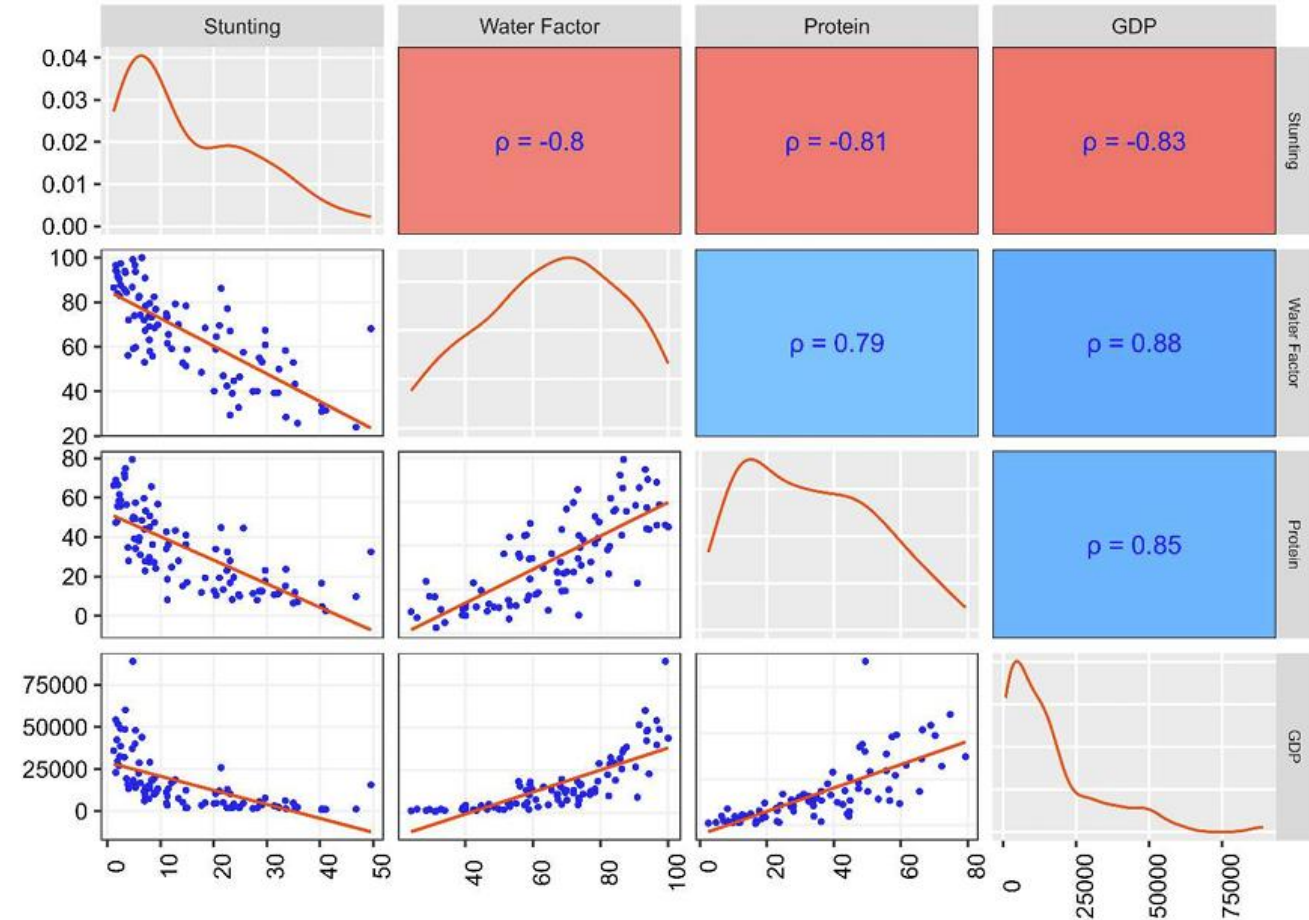 Stunting Water Factor Protein GDP
0.04
0.03
0.02
0.01
0.00
ρ = -0.8 ρ = -0.81 ρ = -0.83
Stunting
100
80
60
40
20
ρ = 0.79 ρ = 0.88
Water Factor
80
60
40
20
0
ρ = 0.85
Protein
75000
50000
25000
0
GDP
0 10 20 30 40 50
40 60 80 100
0 20 40 60 80
0 25000 50000 75000